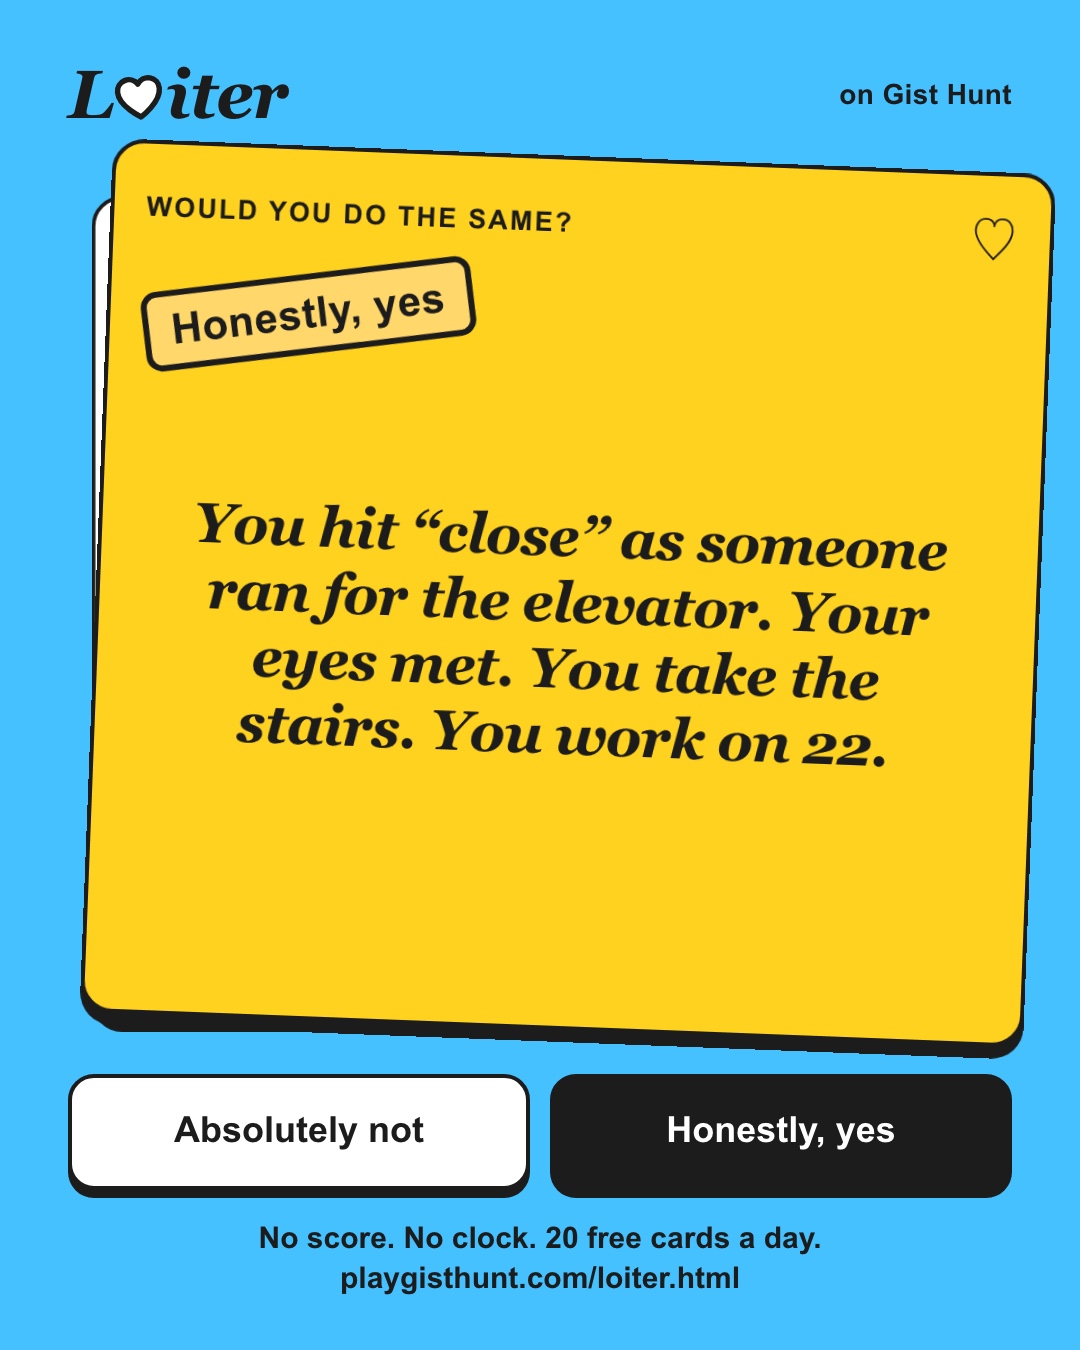 Loiter
on Gist Hunt
WOULD YOU DO THE SAME?
Honestly, yes
You hit “close” as someone
ran for the elevator. Your
eyes met. You take the
stairs. You work on 22.
Absolutely not
Honestly, yes
No score. No clock. 20 free cards a day.
playgisthunt.com/loiter.html